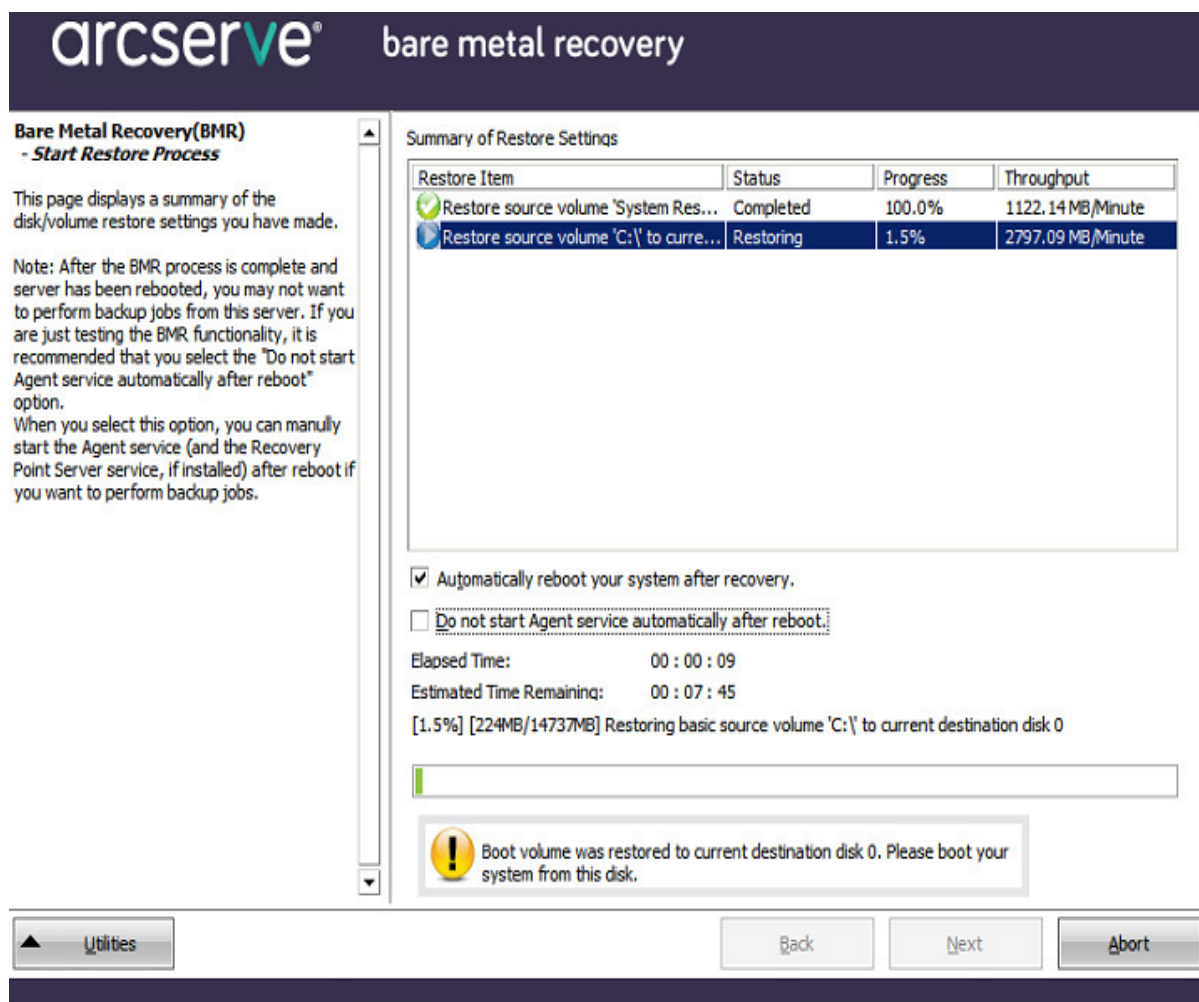 arcserve® bare metal recovery
Bare Metal Recovery(BMR)
- Start Restore Process
This page displays a summary of the
disk/volume restore settings you have made.
Note: After the BMR process is complete and
server has been rebooted, you may not want
to perform backup jobs from this server. If you
are just testing the BMR functionality, it is
recommended that you select the "Do not start
Agent service automatically after reboot"
option.
When you select this option, you can manully
start the Agent service (and the Recovery
Point Server service, if installed) after reboot if
you want to perform backup jobs.
Summary of Restore Settings
Restore Item Status Progress Throughput
Restore source volume 'System Res... Completed 100.0% 1122.14 MB/Minute
Restore source volume 'C:\' to curre... Restoring 1.5% 2797.09 MB/Minute
Automatically reboot your system after recovery.
Do not start Agent service automatically after reboot.
Elapsed Time: 00 : 00 : 09
Estimated Time Remaining: 00 : 07 : 45
[1.5%] [224MB/14737MB] Restoring basic source volume 'C:\' to current destination disk 0
Boot volume was restored to current destination disk 0. Please boot your
system from this disk.
Utilities Back Next Abort